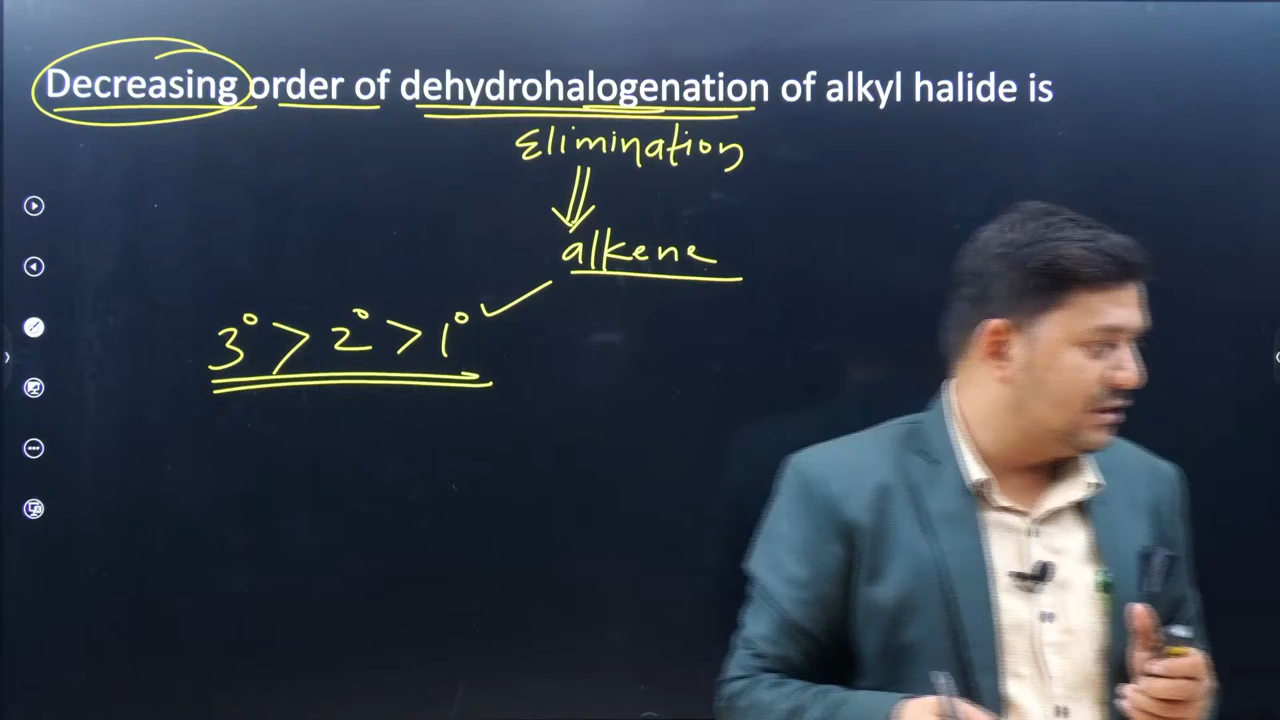 Decreasing order of dehydrohalogenation of alkyl halide is
Elimination
alkene
3° > 2° > 1°